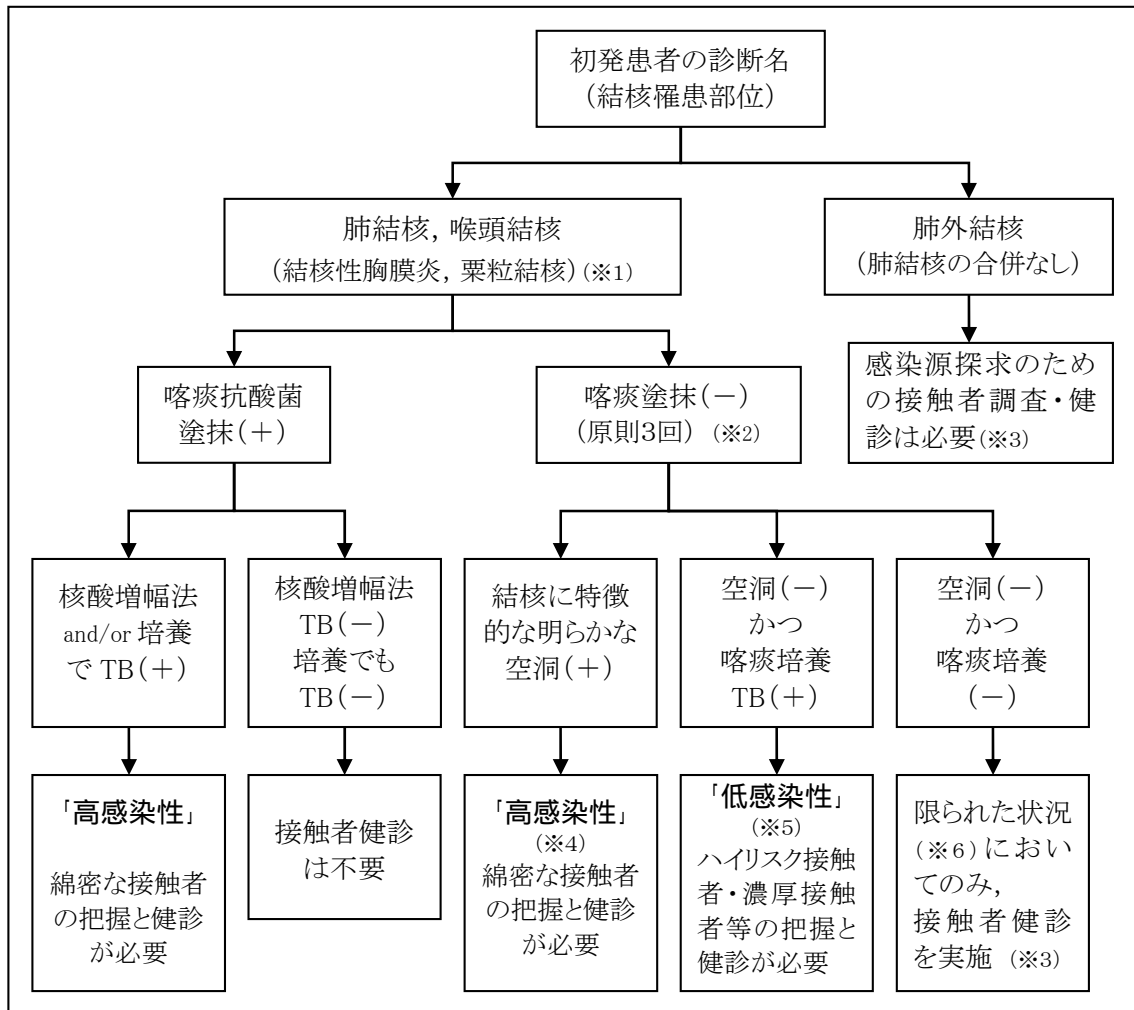 初発患者の診断名
(結核罹患部位)
肺結核, 喉頭結核
(結核性胸膜炎, 粟粒結核)(※1)
肺外結核
(肺結核の合併なし)
喀痰抗酸菌
塗抹(+)
喀痰塗抹(-)
(原則3回) (※2)
感染源探求のため
の接触者調査・健
診は必要(※3)
核酸増幅法
and/or 培養
で TB(+)
核酸増幅法
TB(-)
培養でも
TB(-)
結核に特徴
的な明らかな
空洞(+)
空洞(-)
かつ
喀痰培養
TB(+)
空洞(-)
かつ
喀痰培養
(-)
「高感染性」
綿密な接触者
の把握と健診
が必要
接触者健診
は不要
「高感染性」
(※4)
綿密な接触者
の把握と健診
が必要
「低感染性」
(※5)
ハイリスク接触
者・濃厚接触
者等の把握と
健診が必要
限られた状況
(※6)におい
てのみ,
接触者健診
を実施 (※3)